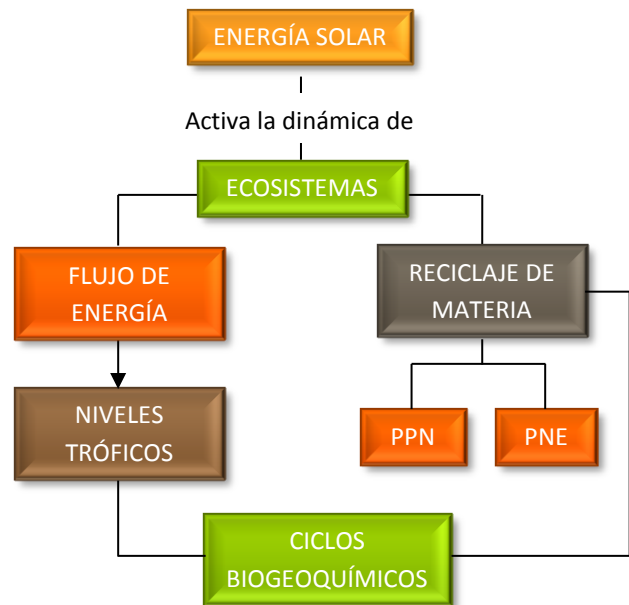 ENERGÍA SOLAR
Activa la dinámica de
ECOSISTEMAS
FLUJO DE
ENERGÍA
RECICLAJE DE
MATERIA
NIVELES
TRÓFICOS
PPN
PNE
CICLOS
BIOGEOQUÍMICOS